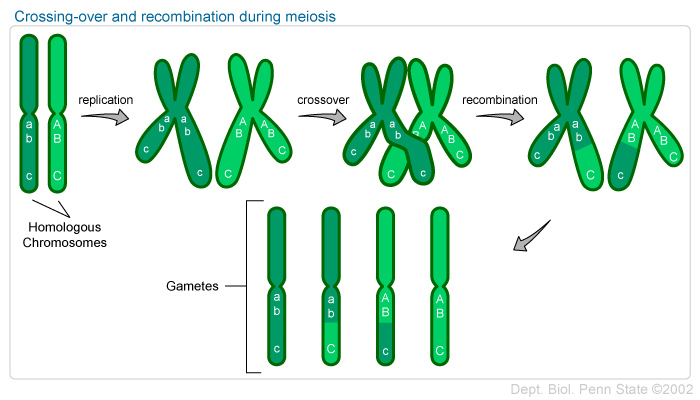 Crossing-over and recombination during meiosis
replication
crossover
recombination
a
b
c
A
B
C
a
b
c
a
b
c
A
B
C
A
B
C
a
b
c
a
b
c
A
B
C
A
B
C
a
b
c
a
b
C
A
B
c
A
B
C
Homologous
Chromosomes
Gametes
a
b
c
a
b
C
A
B
c
A
B
C
Dept. Biol. Penn State ©2002